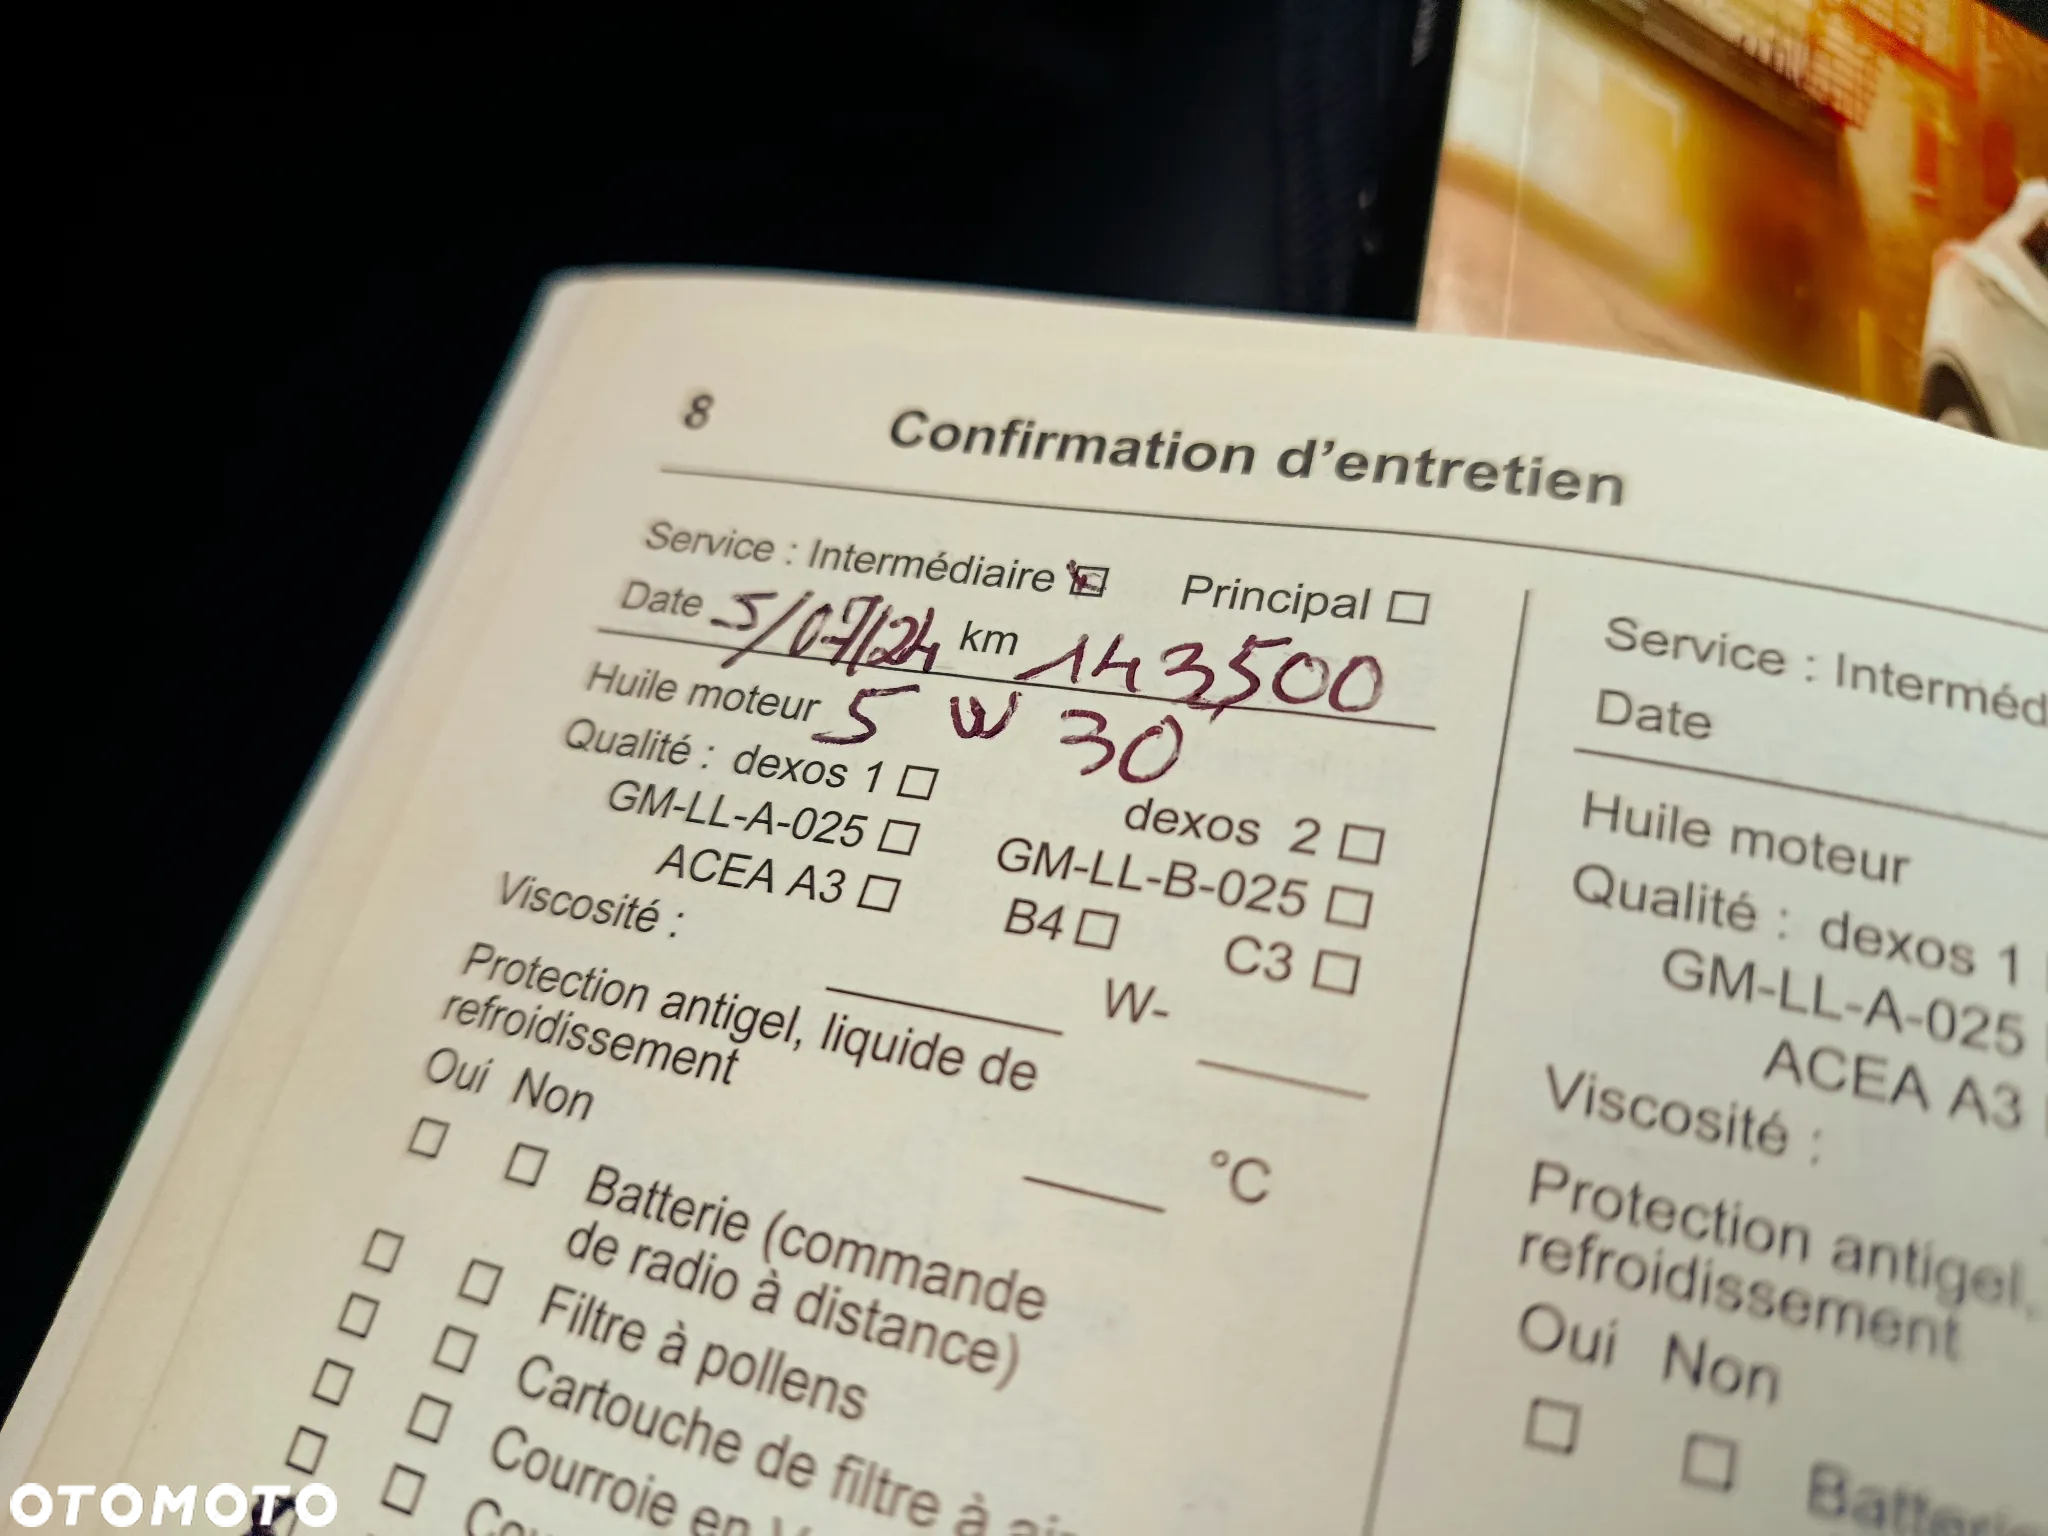 8 Confirmation d'entretien
Service : Intermédiaire Principal
Date 5/07/24 km 143,500
Huile moteur 5 W 30
Qualité : dexos 1 dexos 2
GM-LL-A-025 GM-LL-B-025
ACEA A3 B4 C3
Viscosité : W-
Protection antigel, liquide de
refroidissement °C
Oui Non
Batterie (commande
de radio à distance)
Filtre à pollens
Cartouche de filtre à
Courroie en
Service :
Date
Huile moteur
Qualité : dexos 1
GM-LL-A-025
ACEA A3
Viscosité :
Protection antigel,
refroidissement
Oui Non
OTOMOTO